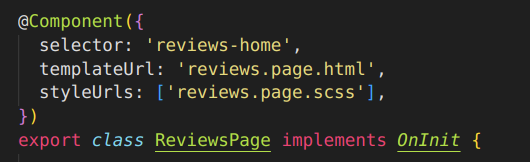 @Component({
  selector: 'reviews-home',
  templateUrl: 'reviews.page.html',
  styleUrls: ['reviews.page.scss'],
})
export class ReviewsPage implements OnInit {